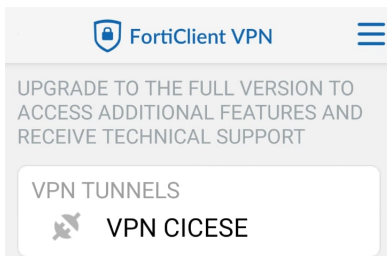 FortiClient VPN
UPGRADE TO THE FULL VERSION TO
ACCESS ADDITIONAL FEATURES AND
RECEIVE TECHNICAL SUPPORT
VPN TUNNELS
VPN CICESE